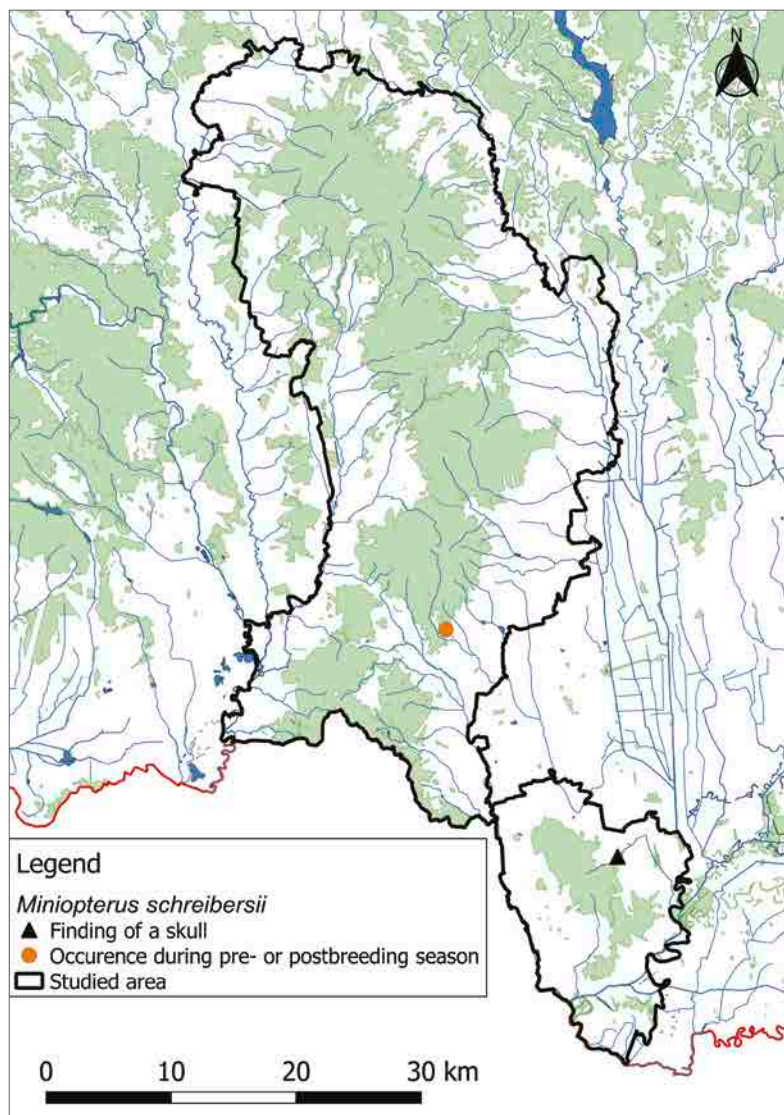 N
Legend
Miniopterus schreibersii
Finding of a skull
Occurence during pre- or postbreeding season
Studied area
0 10 20 30 km